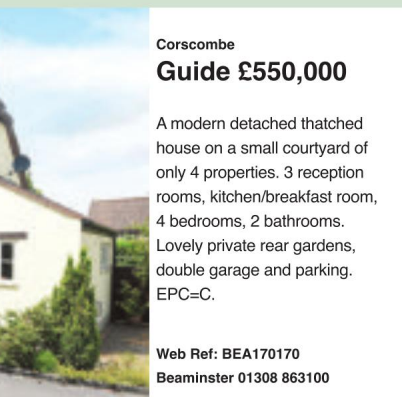 Corscombe
Guide £550,000
A modern detached thatched
house on a small courtyard of
only 4 properties. 3 reception
rooms, kitchen/breakfast room,
4 bedrooms, 2 bathrooms.
Lovely private rear gardens,
double garage and parking.
EPC=C.
Web Ref: BEA170170
Beaminster 01308 863100